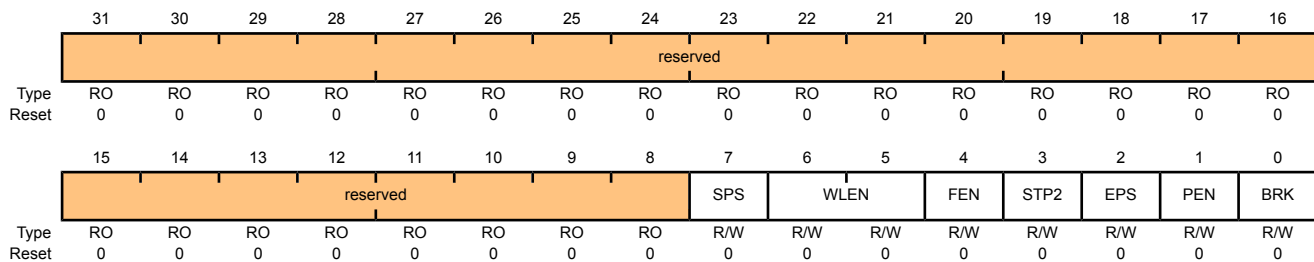 31 30 29 28 27 26 25 24 23 22 21 20 19 18 17 16
reserved
Type RO RO RO RO RO RO RO RO RO RO RO RO RO RO RO RO
Reset 0 0 0 0 0 0 0 0 0 0 0 0 0 0 0 0
15 14 13 12 11 10 9 8 7 6 5 4 3 2 1 0
reserved SPS WLEN FEN STP2 EPS PEN BRK
Type RO RO RO RO RO RO RO RO R/W R/W R/W R/W R/W R/W R/W R/W
Reset 0 0 0 0 0 0 0 0 0 0 0 0 0 0 0 0